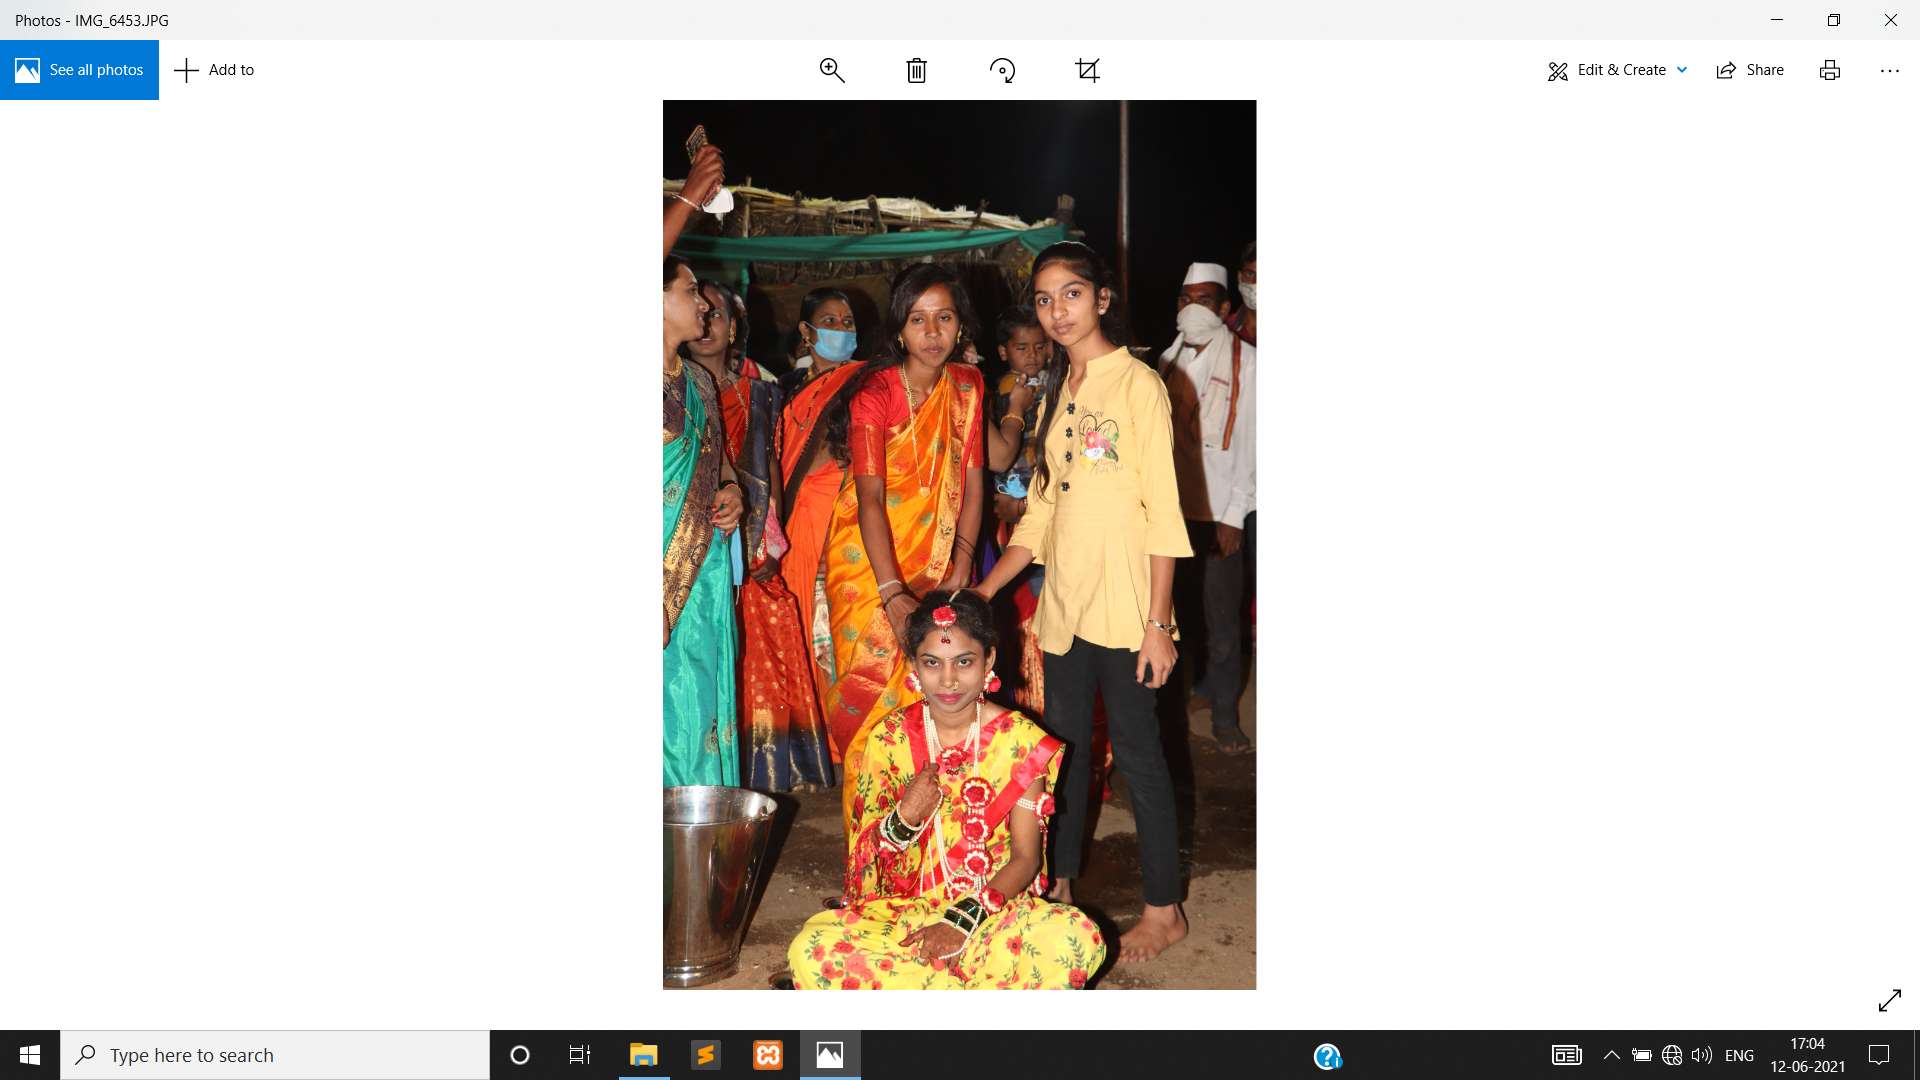 Photos - IMG_6453.JPG
See all photos
Add to
Edit & Create
Share
Type here to search
ENG
17:04
12-06-2021